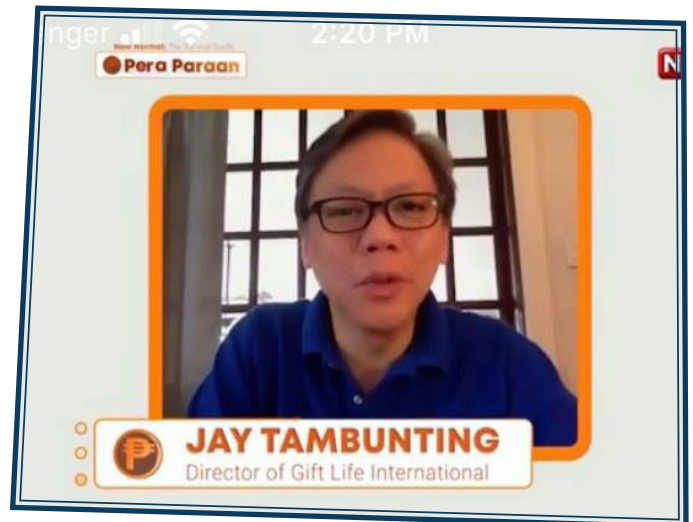 nger 2:20 PM
New Normal: The Survival Guide
Pera Paraan
N
JAY TAMBUNTING
Director of Gift Life International